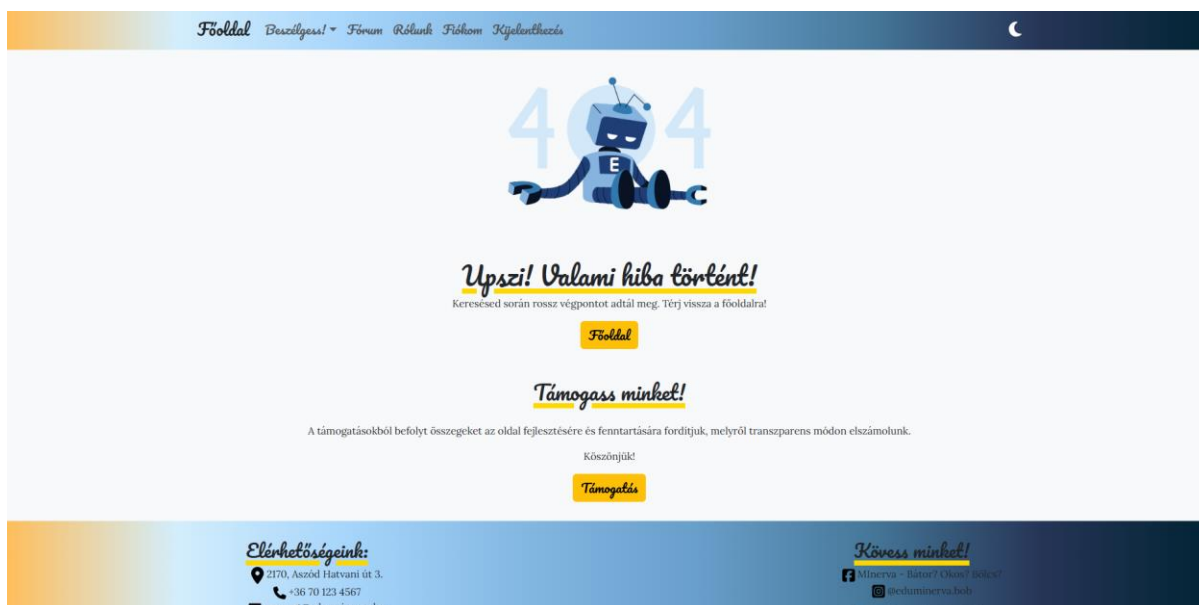 Főoldal Beszélgess! Fórum Rólunk Fiókom Kijelentkezés
404
E
Upszi! Valami hiba történt!
Keresésed során rossz végpontot adtál meg. Térj vissza a főoldalra!
Főoldal
Támogass minket!
A támogatásokból befolyt összegeket az oldal fejlesztésére és fenntartására fordítjuk, melyről transzparens módon elszámolunk.
Köszönjük!
Támogatás
Elérhetőségeink:
2170, Aszód Hatvani út 3.
+36 70 123 4567
Kövess minket!
MInerva - Bátor? Okos? Bölcs?
@eduminerva.bob